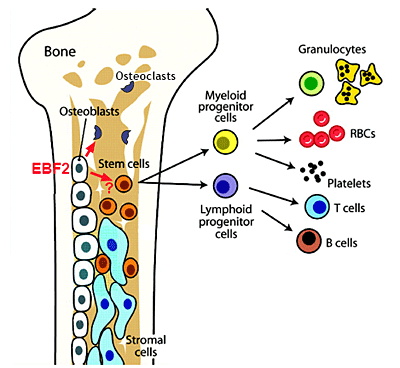 Bone
Osteoclasts
Osteoblasts
EBF2
?
Stem cells
Stromal
cells
Myeloid
progenitor
cells
Lymphoid
progenitor
cells
Granulocytes
RBCs
Platelets
T cells
B cells